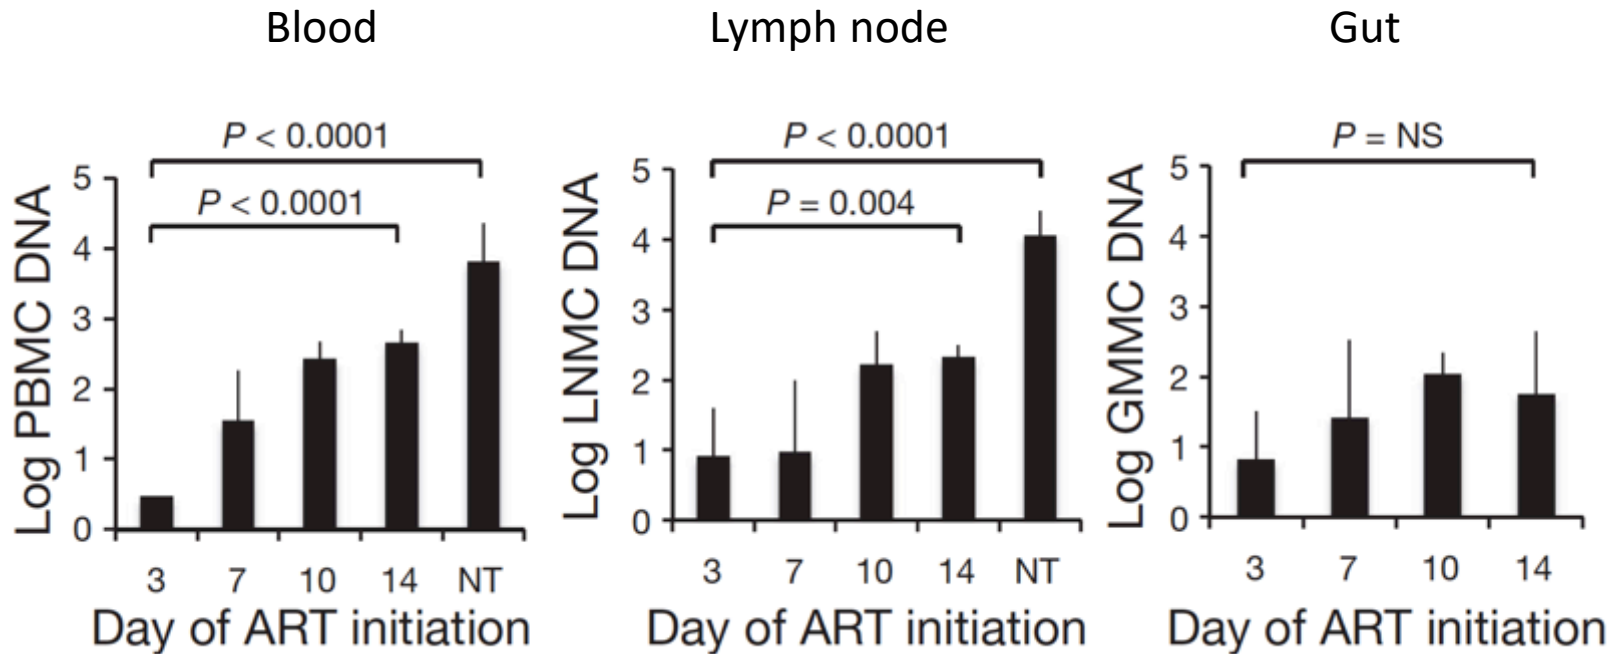 Blood
Lymph node
Gut
P < 0.0001
P < 0.0001
Log PBMC DNA
5
4
3
2
1
0
3 7 10 14 NT
Day of ART initiation
P < 0.0001
P = 0.004
Log LNMC DNA
5
4
3
2
1
0
3 7 10 14 NT
Day of ART initiation
P = NS
Log GMMC DNA
5
4
3
2
1
0
3 7 10 14
Day of ART initiation